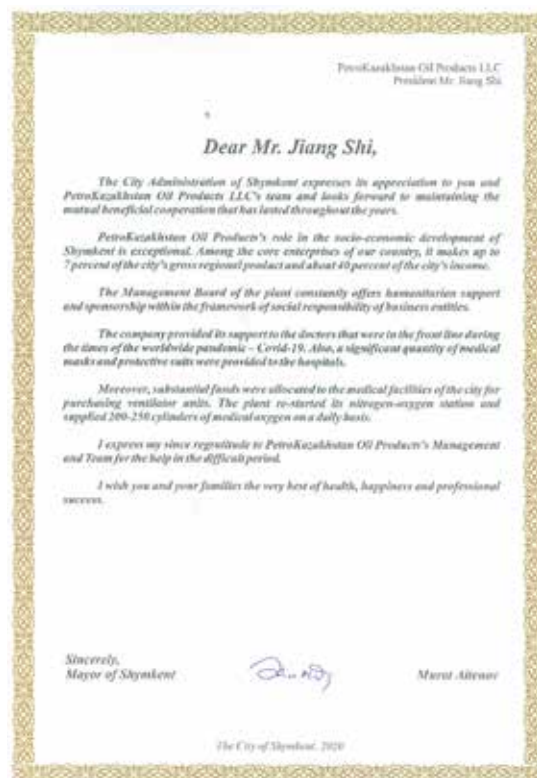 PetroKazakhstan Oil Products LLC
President Mr. Jiang Shi
Dear Mr. Jiang Shi,
The City Administration of Shymkent expresses its appreciation to you and
PetroKazakhstan Oil Products LLC's team and looks forward to maintaining the
mutual beneficial cooperation that has lasted throughout the years.
PetroKazakhstan Oil Products's role in the socio-economic development of
Shymkent is exceptional. Among the core enterprises of our country, it makes up to
7 percent of the city's gross regional product and about 40 percent of the city's income.
The Management Board of the plant constantly offers humanitarian support
and sponsorship within the framework of social responsibility of business entities.
The company provided its support to the doctors that were in the front line during
the times of the worldwide pandemic – Covid-19. Also, a significant quantity of medical
masks and protective suits were provided to the hospitals.
Moreover, substantial funds were allocated to the medical facilities of the city for
purchasing ventilator units. The plant re-started its nitrogen-oxygen station and
supplied 200-250 cylinders of medical oxygen on a daily basis.
I express my since regratitude to PetroKazakhstan Oil Products's Management
and Team for the help in the difficult period.
I wish you and your families the very best of health, happiness and professional
success.
Sincerely,
Mayor of Shymkent
Murat Aitenov
The City of Shymkent, 2020